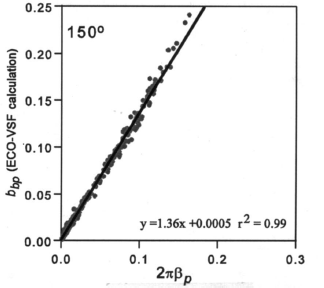 0.25
150º
0.20
0.15
0.10
0.05
0.00
b_bp (ECO-VSF calculation)
y =1.36x +0.0005 r² = 0.99
0.0 0.1 0.2 0.3
2πβ_p